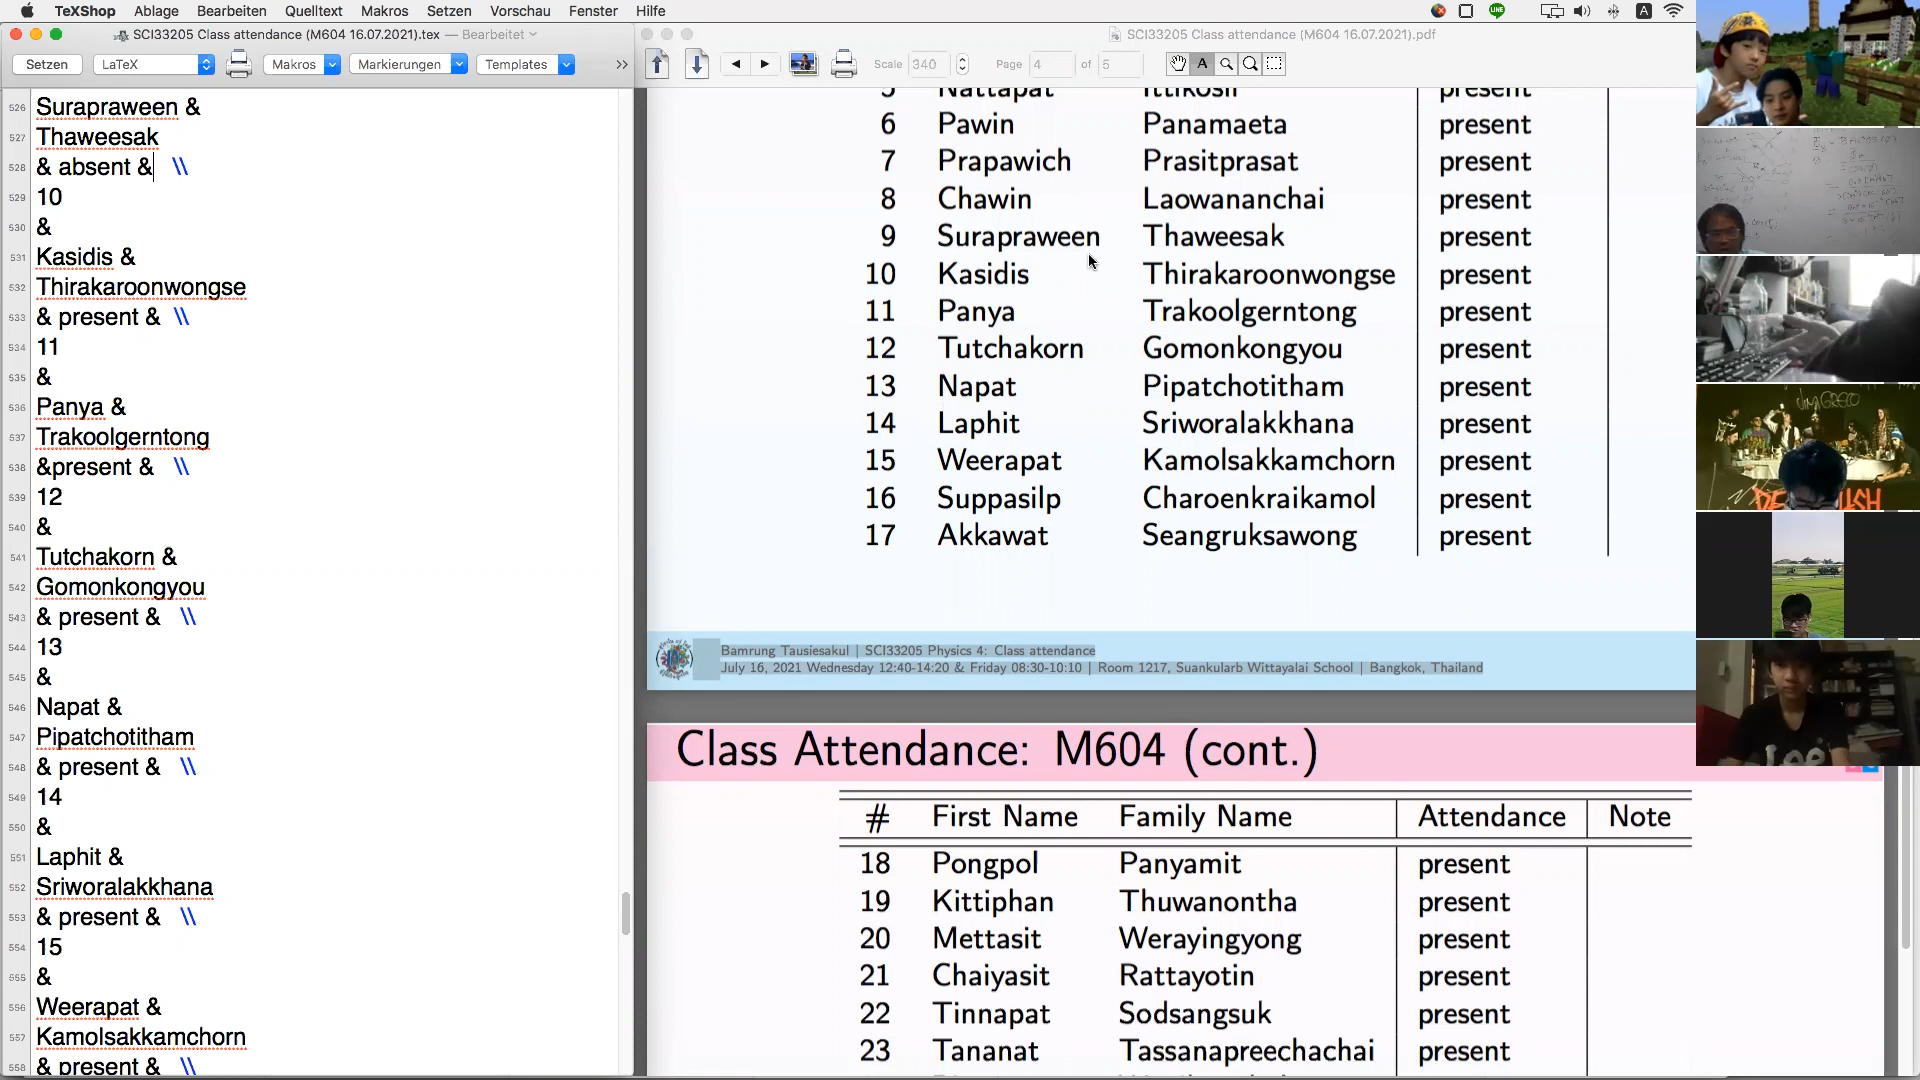 TeXShop Ablage Bearbeiten Quelltext Makros Setzen Vorschau Fenster Hilfe
SCI33205 Class attendance (M604 16.07.2021).tex — Bearbeitet
Setzen LaTeX Makros Markierungen Templates »
526 Surapraween &
527 Thaweesak
528 & absent & \\
529 10
530 &
531 Kasidis &
532 Thirakaroonwongse
533 & present & \\
534 11
535 &
536 Panya &
537 Trakoolgerntong
538 &present & \\
539 12
540 &
541 Tutchakorn &
542 Gomonkongyou
543 & present & \\
544 13
545 &
546 Napat &
547 Pipatchotitham
548 & present & \\
549 14
550 &
551 Laphit &
552 Sriworalakkhana
553 & present & \\
554 15
555 &
556 Weerapat &
557 Kamolsakkamchorn
558 & present & \\
SCI33205 Class attendance (M604 16.07.2021).pdf
Scale 340 Page 4 of 5
5 Nattapat Ittikosil present
6 Pawin Panamaeta present
7 Prapawich Prasitprasat present
8 Chawin Laowananchai present
9 Surapraween Thaweesak present
10 Kasidis Thirakaroonwongse present
11 Panya Trakoolgerntong present
12 Tutchakorn Gomonkongyou present
13 Napat Pipatchotitham present
14 Laphit Sriworalakkhana present
15 Weerapat Kamolsakkamchorn present
16 Suppasilp Charoenkraikamol present
17 Akkawat Seangruksawong present
Bamrung Tausiesakul | SCI33205 Physics 4: Class attendance
July 16, 2021 Wednesday 12:40-14:20 & Friday 08:30-10:10 | Room 1217, Suankularb Wittayalai School | Bangkok, Thailand
Class Attendance: M604 (cont.)
# First Name Family Name Attendance Note
18 Pongpol Panyamit present
19 Kittiphan Thuwanontha present
20 Mettasit Werayingyong present
21 Chaiyasit Rattayotin present
22 Tinnapat Sodsangsuk present
23 Tananat Tassanapreechachai present
JIM GRECO